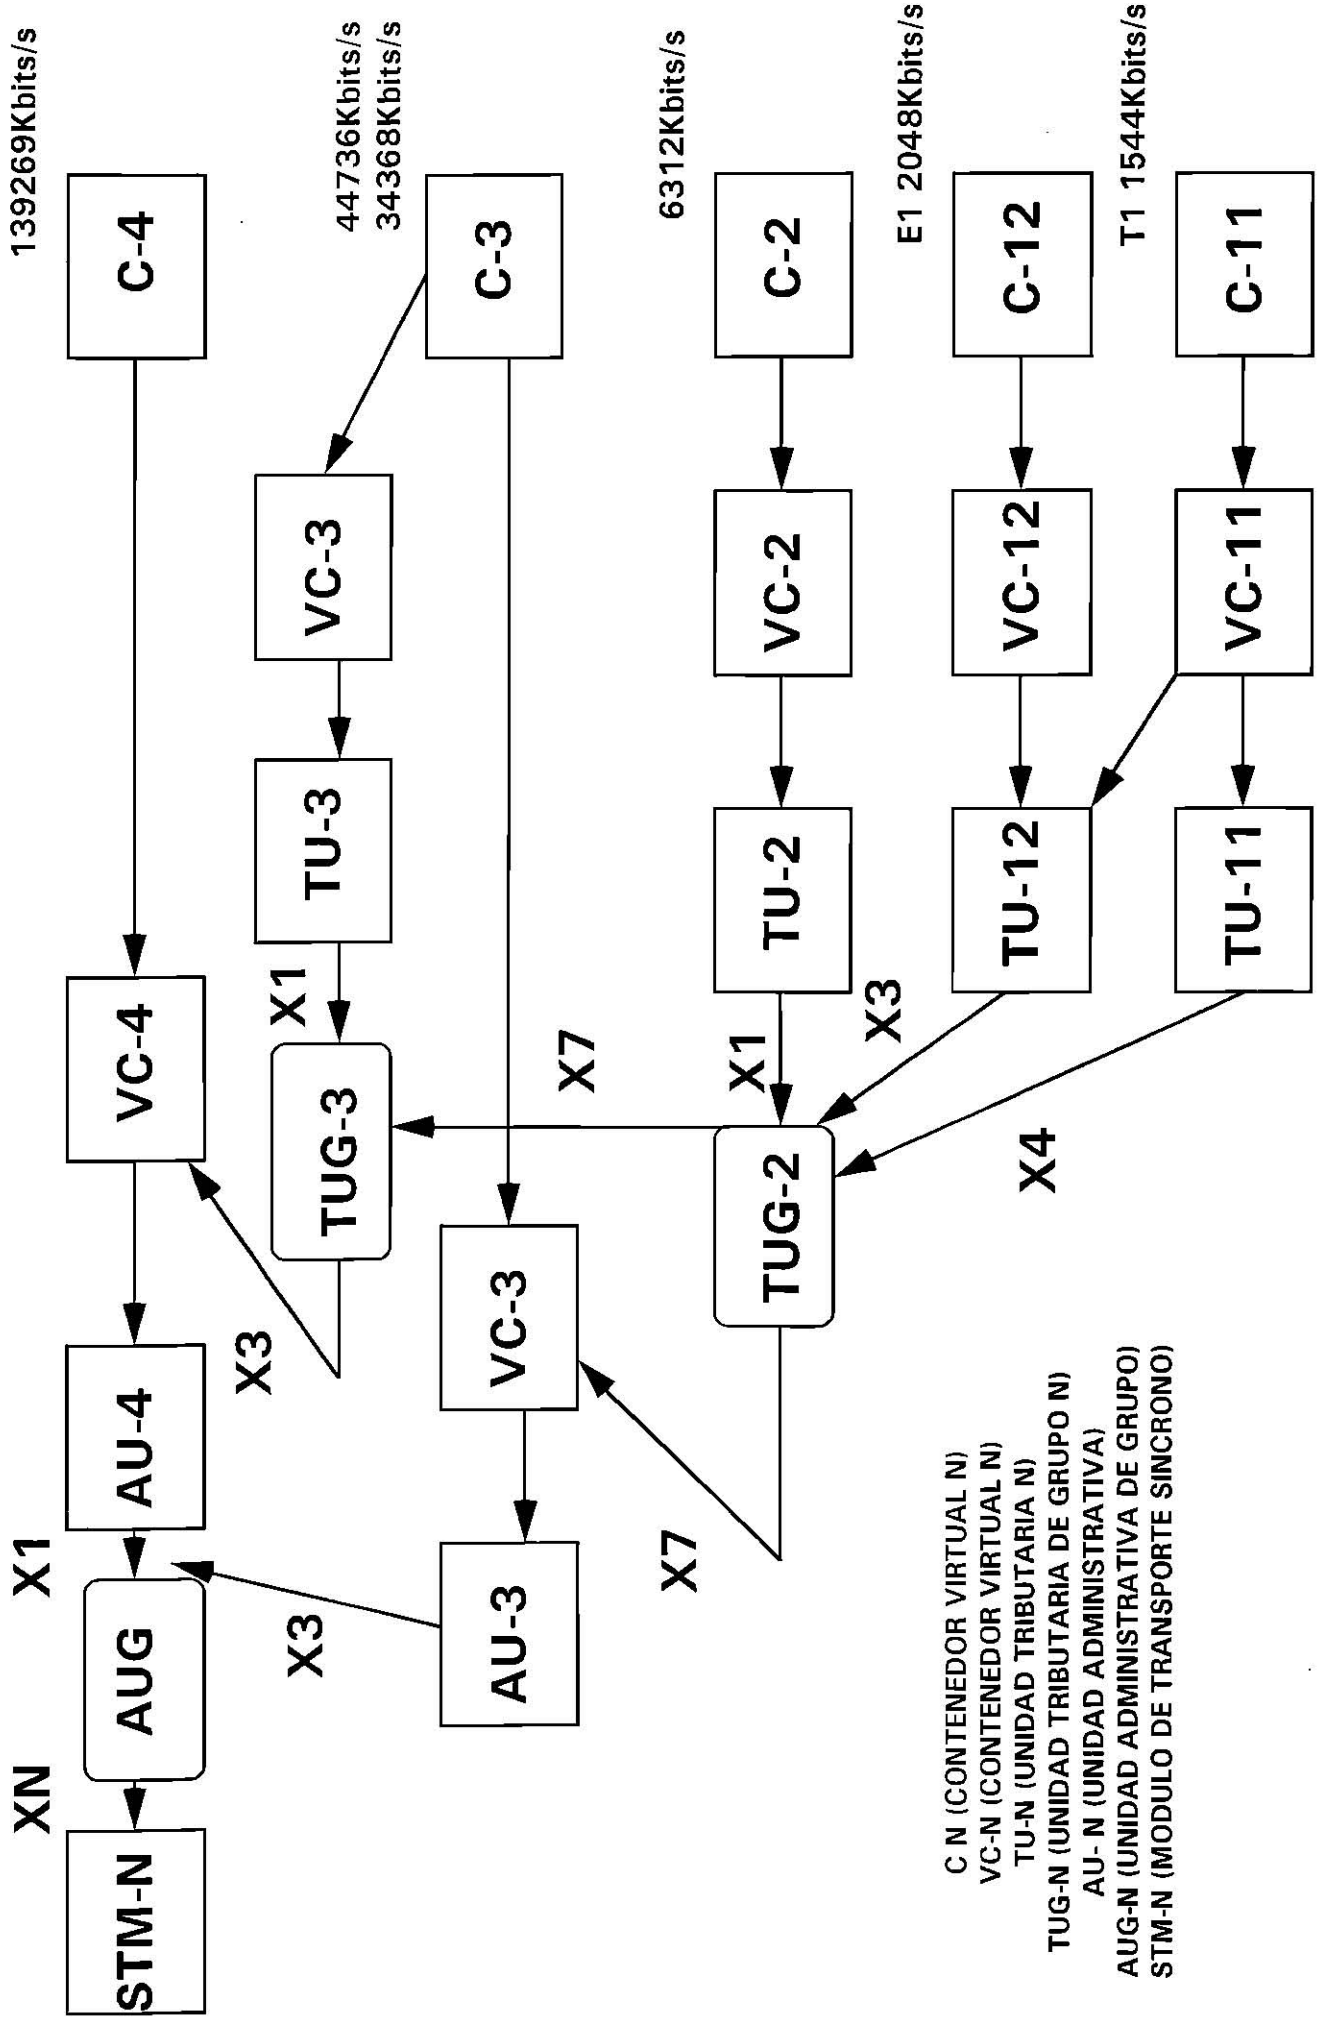 XN
X1
139269Kbits/s
STM-N
AUG
AU-4
VC-4
C-4
X3
X3
X1
44736Kbits/s
34368Kbits/s
TUG-3
TU-3
VC-3
AU-3
VC-3
C-3
X7
X7
X1
6312Kbits/s
TUG-2
TU-2
VC-2
C-2
X3
E1 2048Kbits/s
TU-12
VC-12
C-12
X4
T1 1544Kbits/s
TU-11
VC-11
C-11
C N (CONTENEDOR VIRTUAL N)
VC-N (CONTENEDOR VIRTUAL N)
TU-N (UNIDAD TRIBUTARIA N)
TUG-N (UNIDAD TRIBUTARIA DE GRUPO N)
AU- N (UNIDAD ADMINISTRATIVA)
AUG-N (UNIDAD ADMINISTRATIVA DE GRUPO)
STM-N (MODULO DE TRANSPORTE SINCRONO)